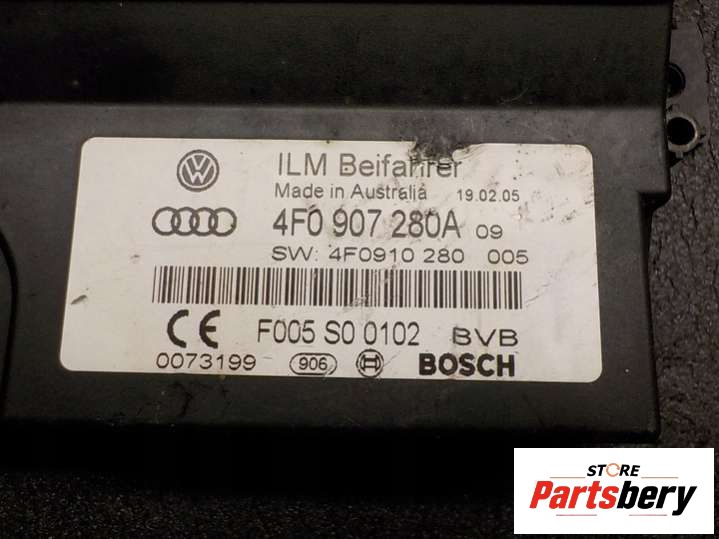 ILM Beifahrer
Made in Australia 19.02.05
4F0 907 280A 09
SW: 4F0910 280 005
CE F005 S0 0102 BVB
0073199 906 BOSCH
STORE
Partsbery